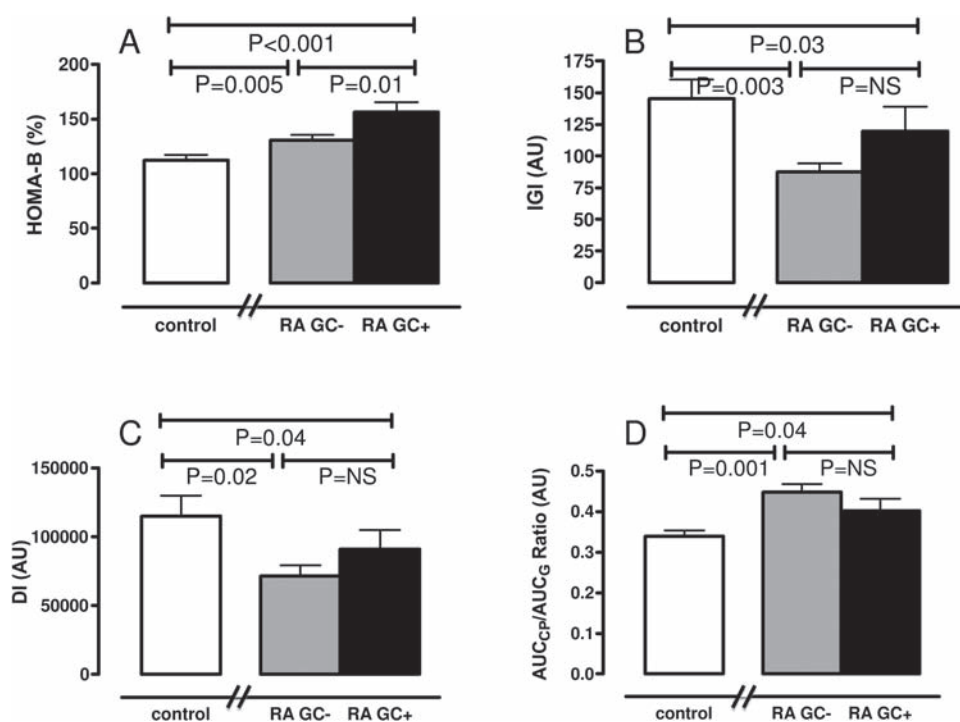 A
P<0.001
P=0.005 P=0.01
HOMA-B (%)
200
150
100
50
0
control RA GC- RA GC+
B
P=0.03
P=0.003 P=NS
IGI (AU)
175
150
125
100
75
50
25
0
control RA GC- RA GC+
C
P=0.04
P=0.02 P=NS
DI (AU)
150000
100000
50000
0
control RA GC- RA GC+
D
P=0.04
P=0.001 P=NS
AUC_CP/AUC_G Ratio (AU)
0.5
0.4
0.3
0.2
0.1
0.0
control RA GC- RA GC+